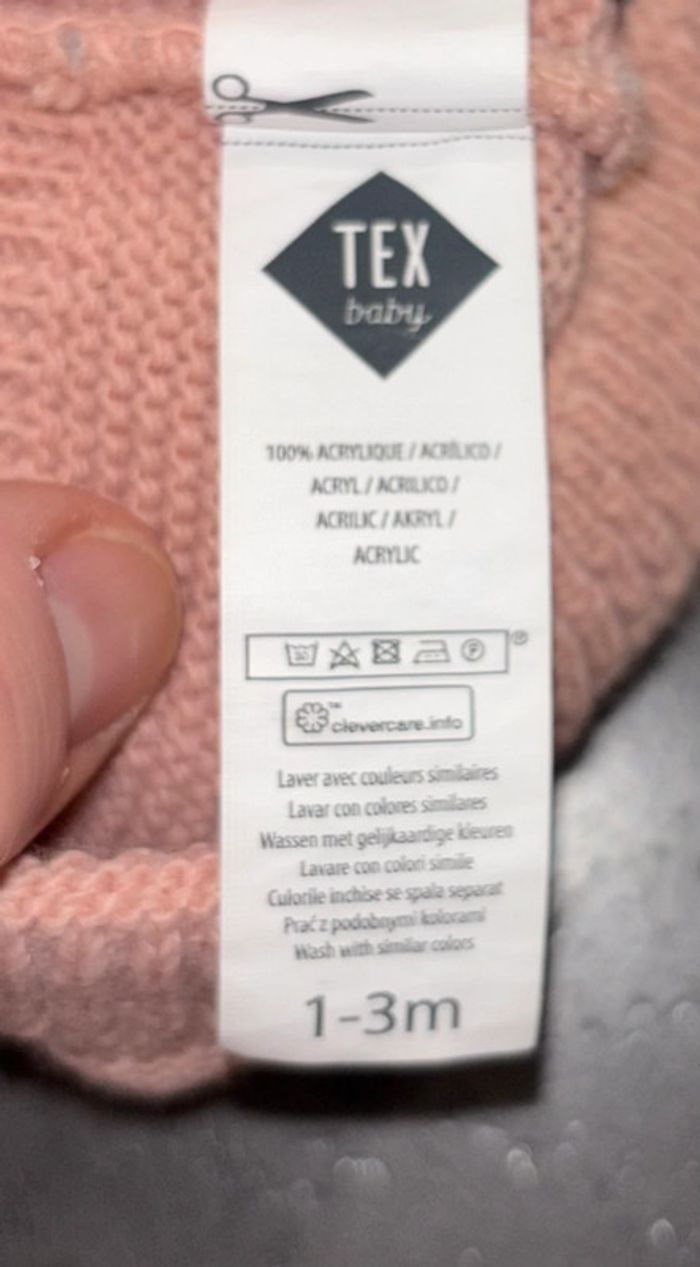 TEX
baby
100% ACRYLIQUE / ACRÍLICO /
ACRYL / ACRILICO /
ACRILIC / AKRYL /
ACRYLIC
clevercare.info
Laver avec couleurs similaires
Lavar con colores similares
Wassen met gelijkaardige kleuren
Lavare con colori simile
Culorile inchise se spala separat
Prać z podobnymi kolorami
Wash with similar colors
1-3m